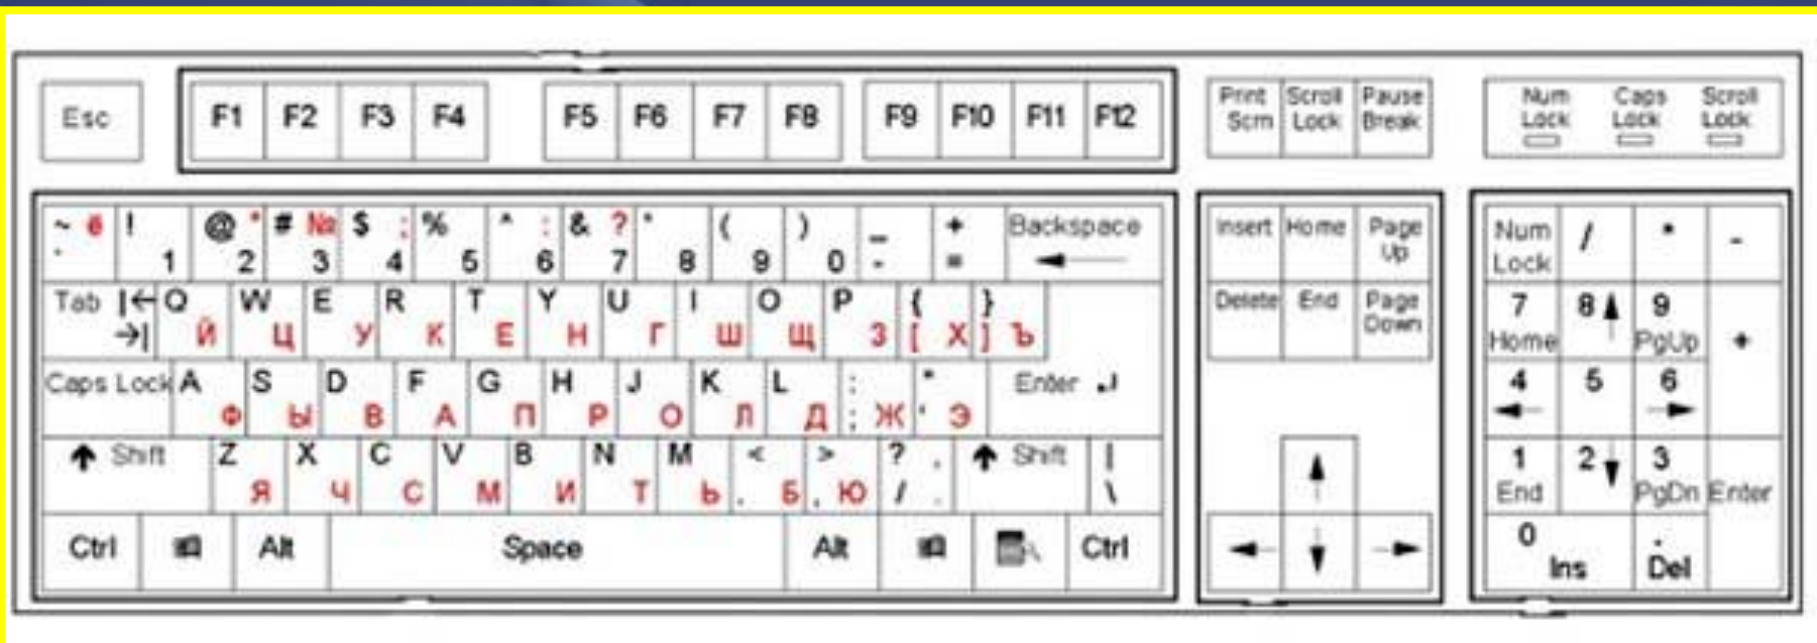 Esc F1 F2 F3 F4 F5 F6 F7 F8 F9 F10 F11 F12 Print Scrn Scroll Lock Pause Break Num Lock Caps Lock Scroll Lock
~ ё ! @ " # № $ ; % ^ : & ? * ( ) _ + Backspace Insert Home Page Up Num Lock / * -
` 1 2 3 4 5 6 7 8 9 0 - =
Tab Q W E R T Y U I O P { } Delete End Page Down 7 8 9
Й Ц У К Е Н Г Ш Щ З [ Х ] Ъ Home PgUp +
Caps Lock A S D F G H J K L : " Enter 4 5 6
Ф Ы В А П Р О Л Д ; Ж ' Э
Shift Z X C V B N M < > ? , Shift | 1 2 3
Я Ч С М И Т Ь , Б . Ю / . \ End PgDn Enter
Ctrl Alt Space Alt Ctrl 0 .
Ins Del